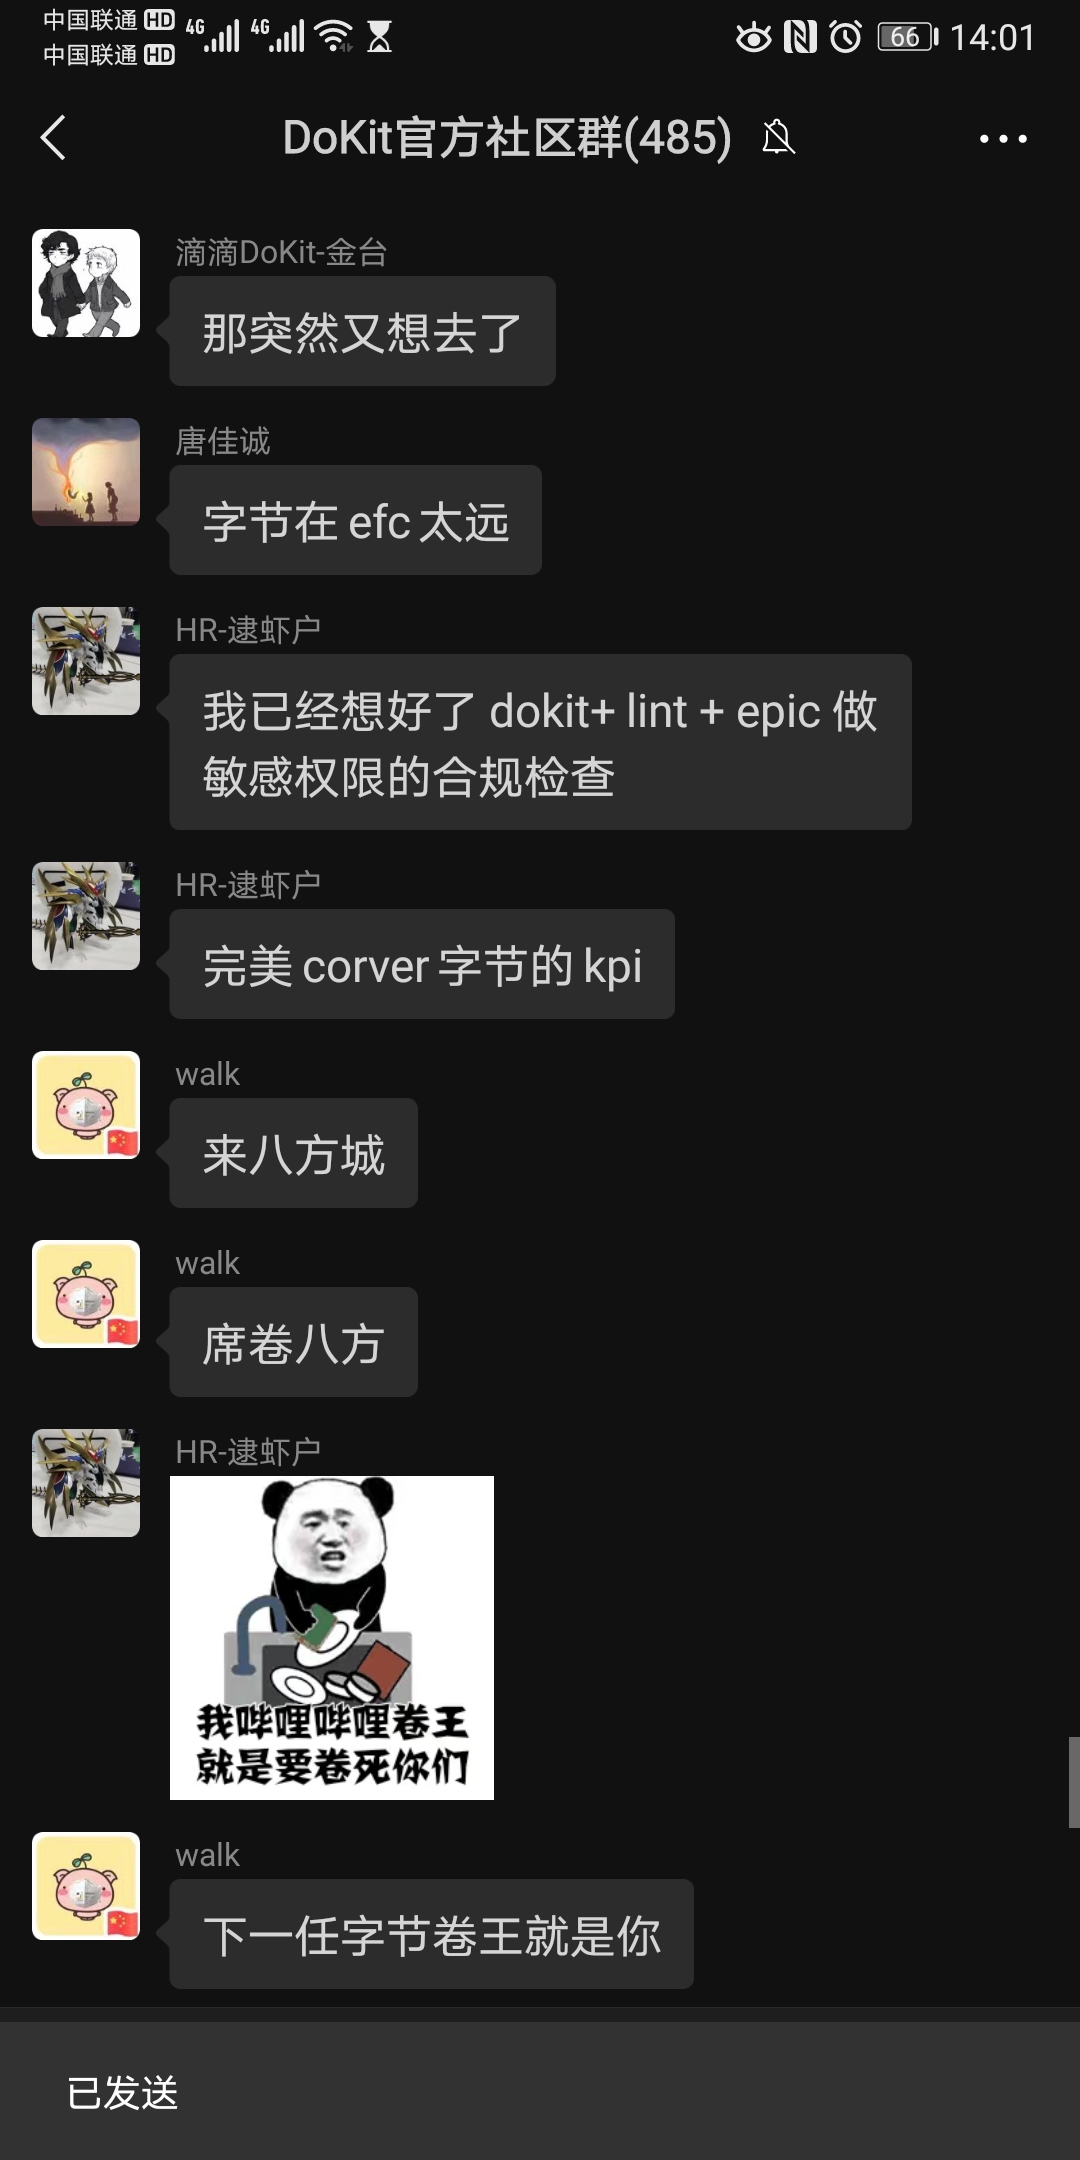 中国联通 HD 4G 4G 66 14:01
中国联通 HD
DoKit官方社区群(485)
滴滴DoKit-金台
那突然又想去了
唐佳诚
字节在 efc 太远
HR-逮虾户
我已经想好了 dokit+ lint + epic 做
敏感权限的合规检查
HR-逮虾户
完美 corver 字节的 kpi
walk
来八方城
walk
席卷八方
HR-逮虾户
我哔哩哔哩卷王
就是要卷死你们
walk
下一任字节卷王就是你
已发送